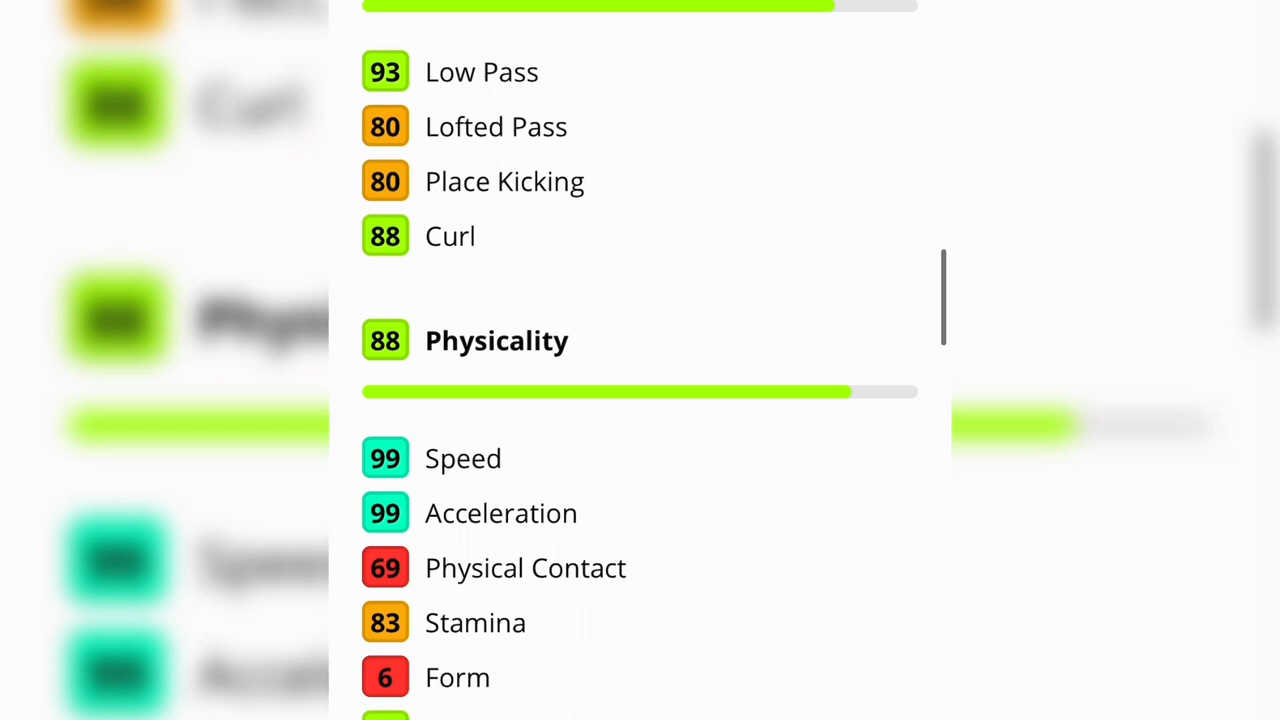 93 Low Pass
80 Lofted Pass
80 Place Kicking
88 Curl
88 Physicality
99 Speed
99 Acceleration
69 Physical Contact
83 Stamina
6 Form